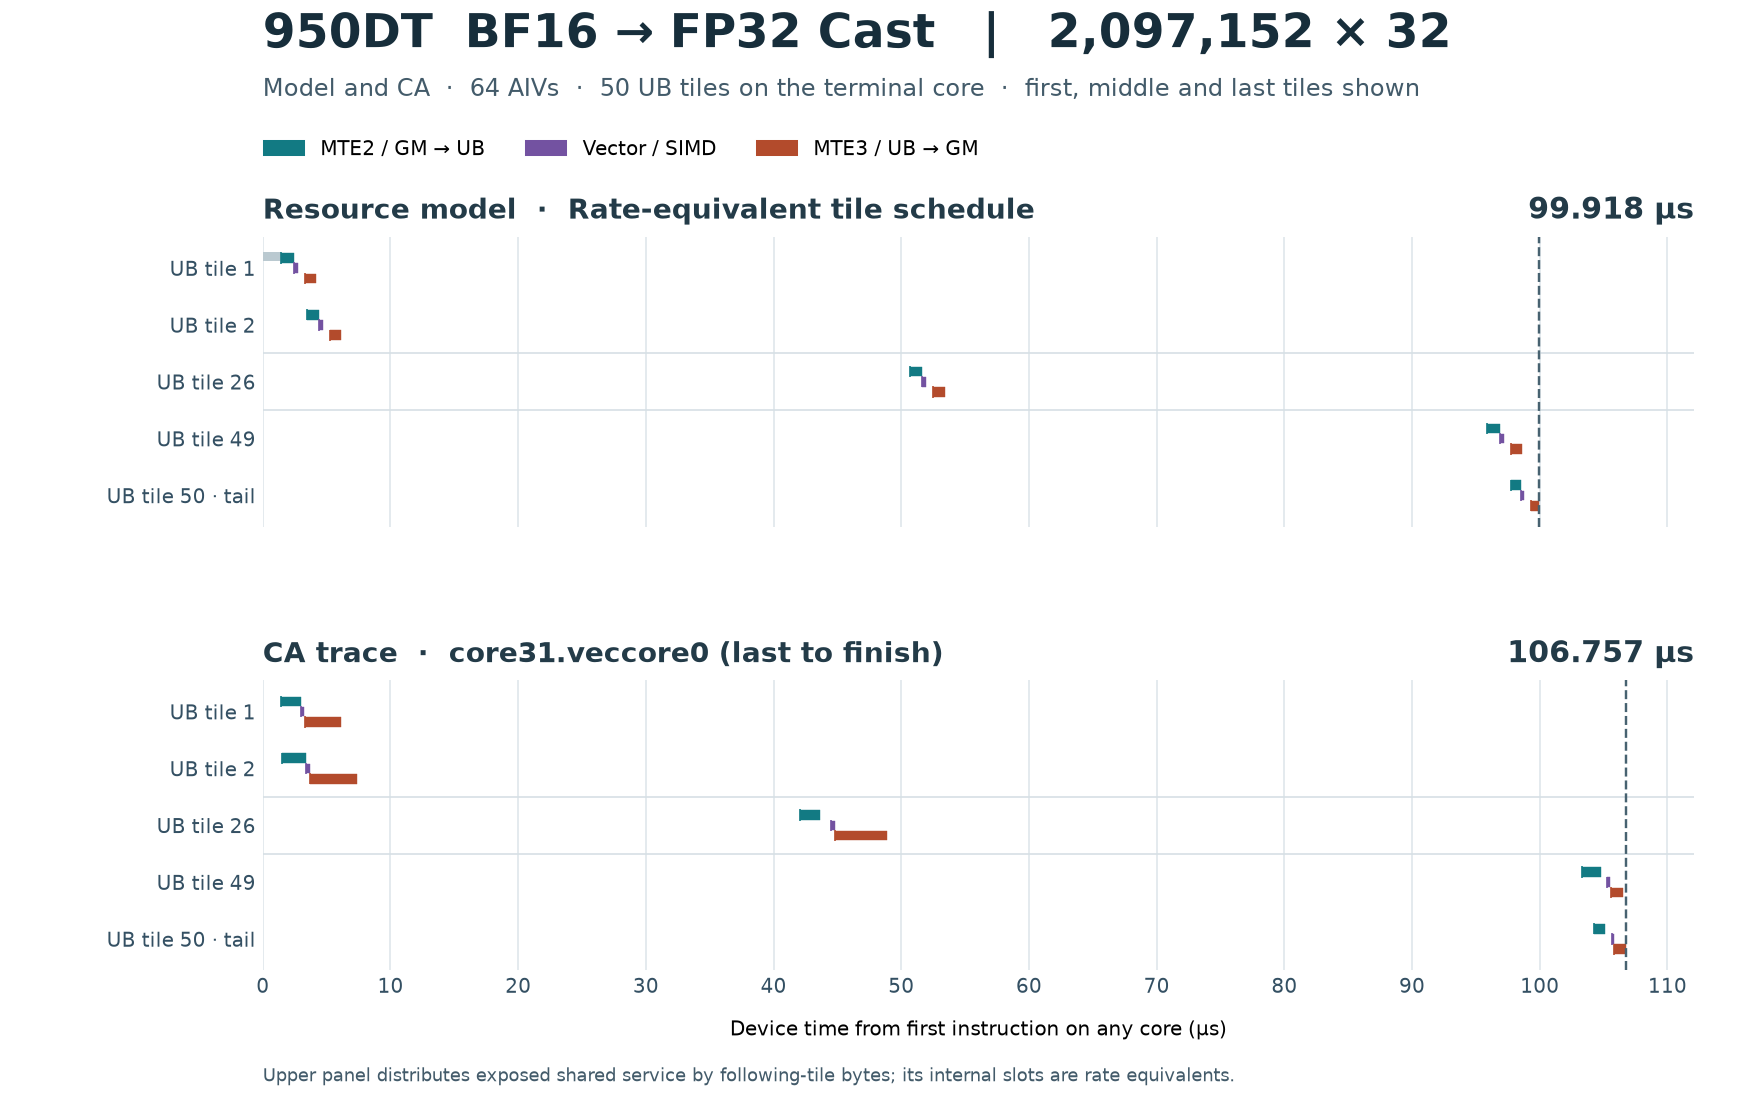 950DT  BF16 → FP32 Cast  |  2,097,152 × 32
Model and CA · 64 AIVs · 50 UB tiles on the terminal core · first, middle and last tiles shown
MTE2 / GM → UB   Vector / SIMD   MTE3 / UB → GM
Resource model · Rate-equivalent tile schedule   99.918 µs
UB tile 1
UB tile 2
UB tile 26
UB tile 49
UB tile 50 · tail
CA trace · core31.veccore0 (last to finish)   106.757 µs
UB tile 1
UB tile 2
UB tile 26
UB tile 49
UB tile 50 · tail
0 10 20 30 40 50 60 70 80 90 100 110
Device time from first instruction on any core (µs)
Upper panel distributes exposed shared service by following-tile bytes; its internal slots are rate equivalents.